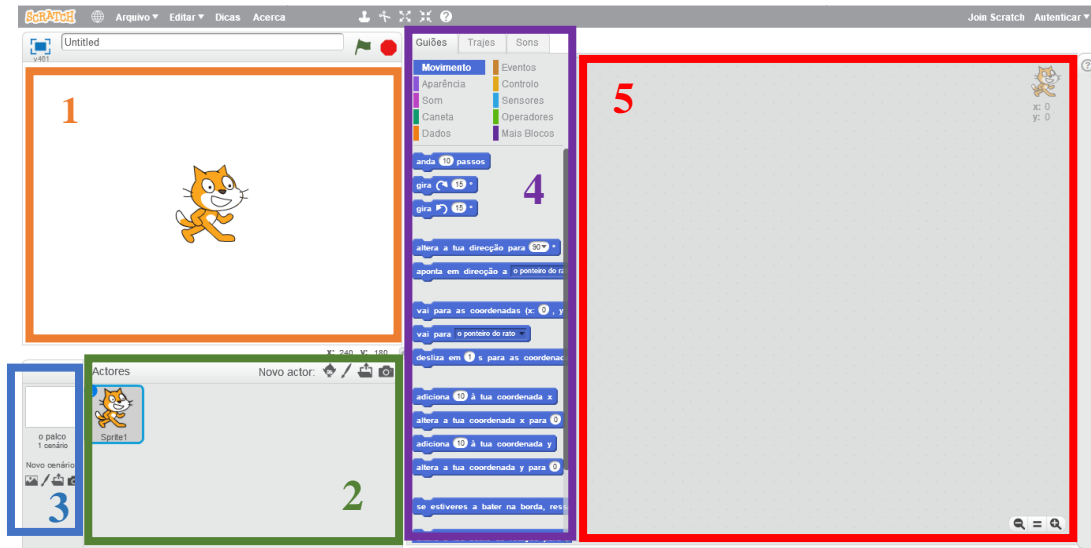 SCRATCH Arquivo Editar Dicas Acerca Join Scratch Autenticar
v461
Untitled
1
X: 240 Y: 180
3
o palco
1 cenário
Novo cenário
Actores Novo actor:
Sprite1
2
Guiões Trajes Sons
Movimento Eventos
Aparência Controlo
Som Sensores
Caneta Operadores
Dados Mais Blocos
4
anda 10 passos
gira 15 °
gira 15 °
altera a tua direcção para 90 °
aponta em direcção a o ponteiro do ra
vai para as coordenadas (x: 0 , y
vai para o ponteiro do rato
desliza em 1 s para as coordenad
adiciona 10 à tua coordenada x
altera a tua coordenada x para 0
adiciona 10 à tua coordenada y
altera a tua coordenada y para 0
se estiveres a bater na borda, res
5
x: 0
y: 0